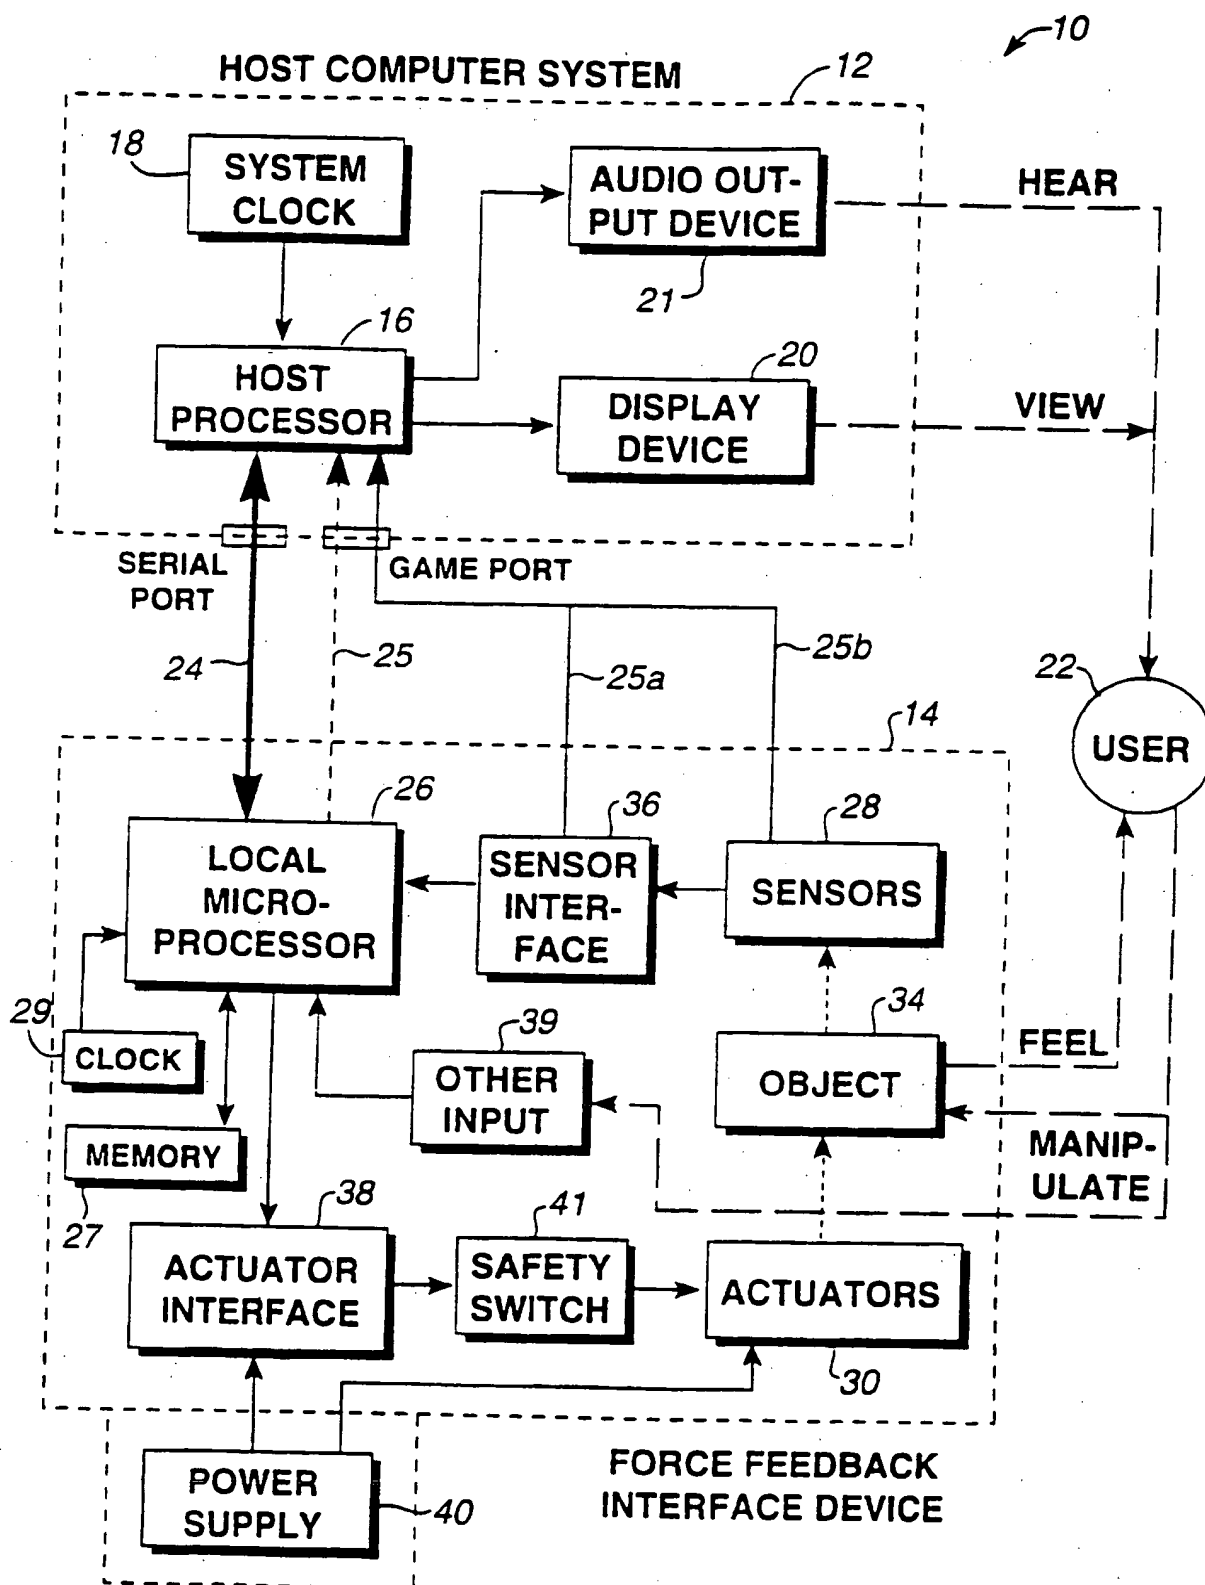 10
HOST COMPUTER SYSTEM
12
18
SYSTEM
CLOCK
AUDIO OUT-
PUT DEVICE
21
HEAR
16
HOST
PROCESSOR
20
DISPLAY
DEVICE
VIEW
SERIAL
PORT
GAME PORT
24
25
25a
25b
22
USER
14
26
LOCAL
MICRO-
PROCESSOR
36
SENSOR
INTER-
FACE
28
SENSORS
29
CLOCK
39
OTHER
INPUT
34
OBJECT
FEEL
MANIP-
ULATE
MEMORY
27
38
ACTUATOR
INTERFACE
41
SAFETY
SWITCH
ACTUATORS
30
POWER
SUPPLY
40
FORCE FEEDBACK
INTERFACE DEVICE